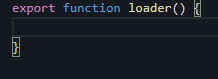 export function loader() {
}